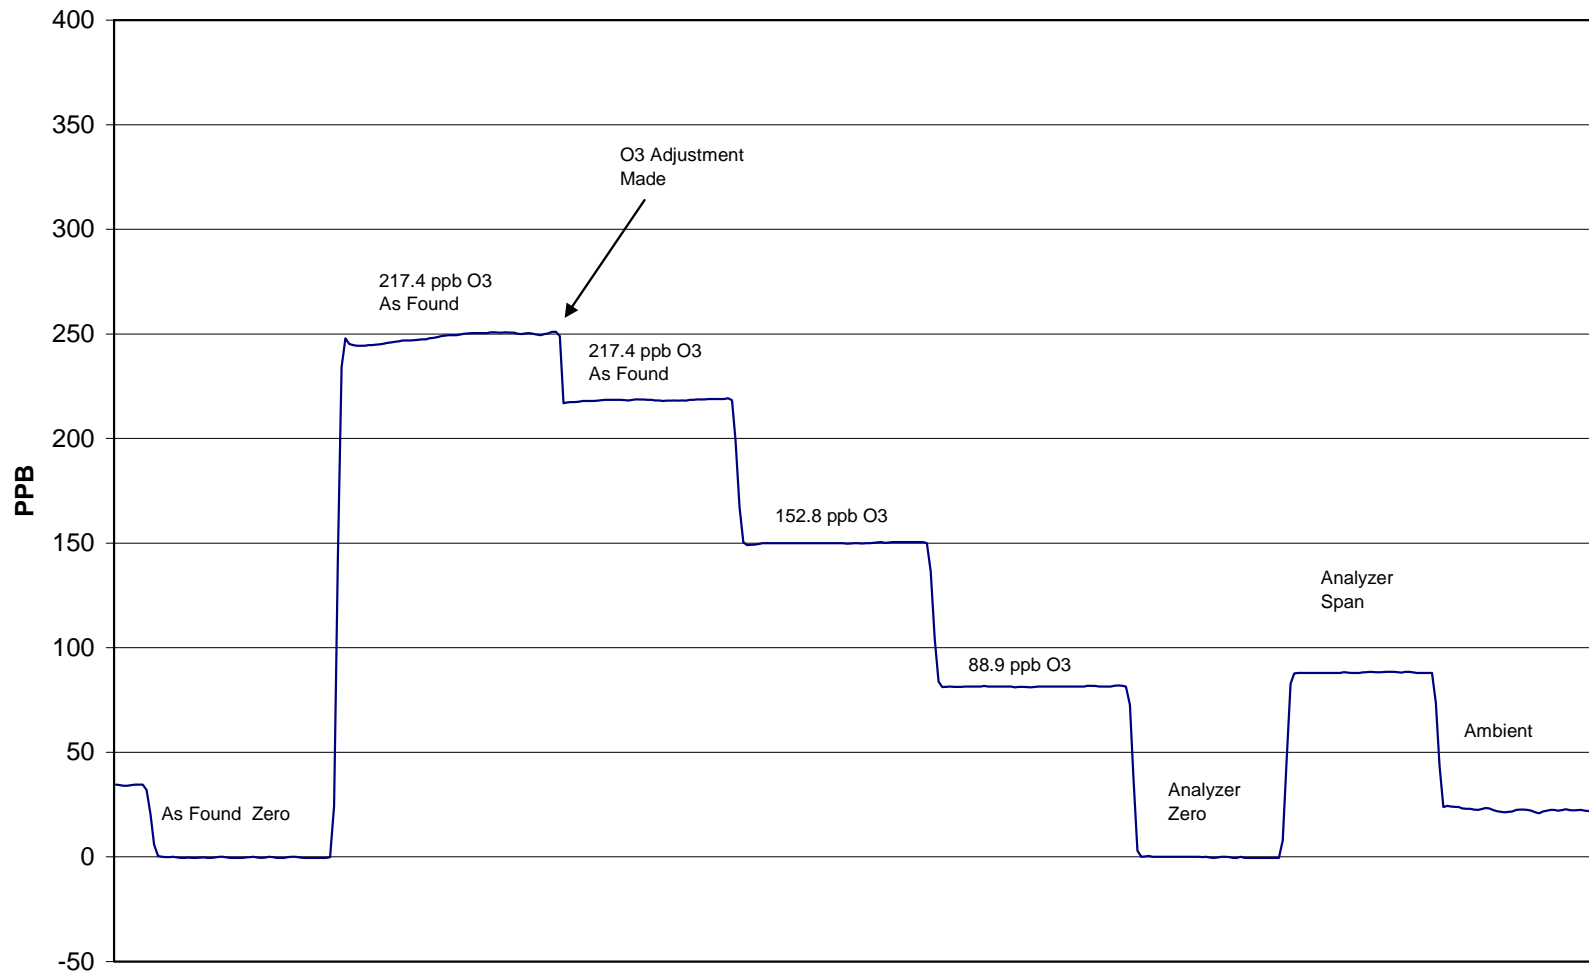 400
350
300
250
200
150
100
50
0
-50
PPB
O3 Adjustment
Made
217.4 ppb O3
As Found
217.4 ppb O3
As Found
152.8 ppb O3
88.9 ppb O3
Analyzer
Span
Ambient
Analyzer
Zero
As Found  Zero